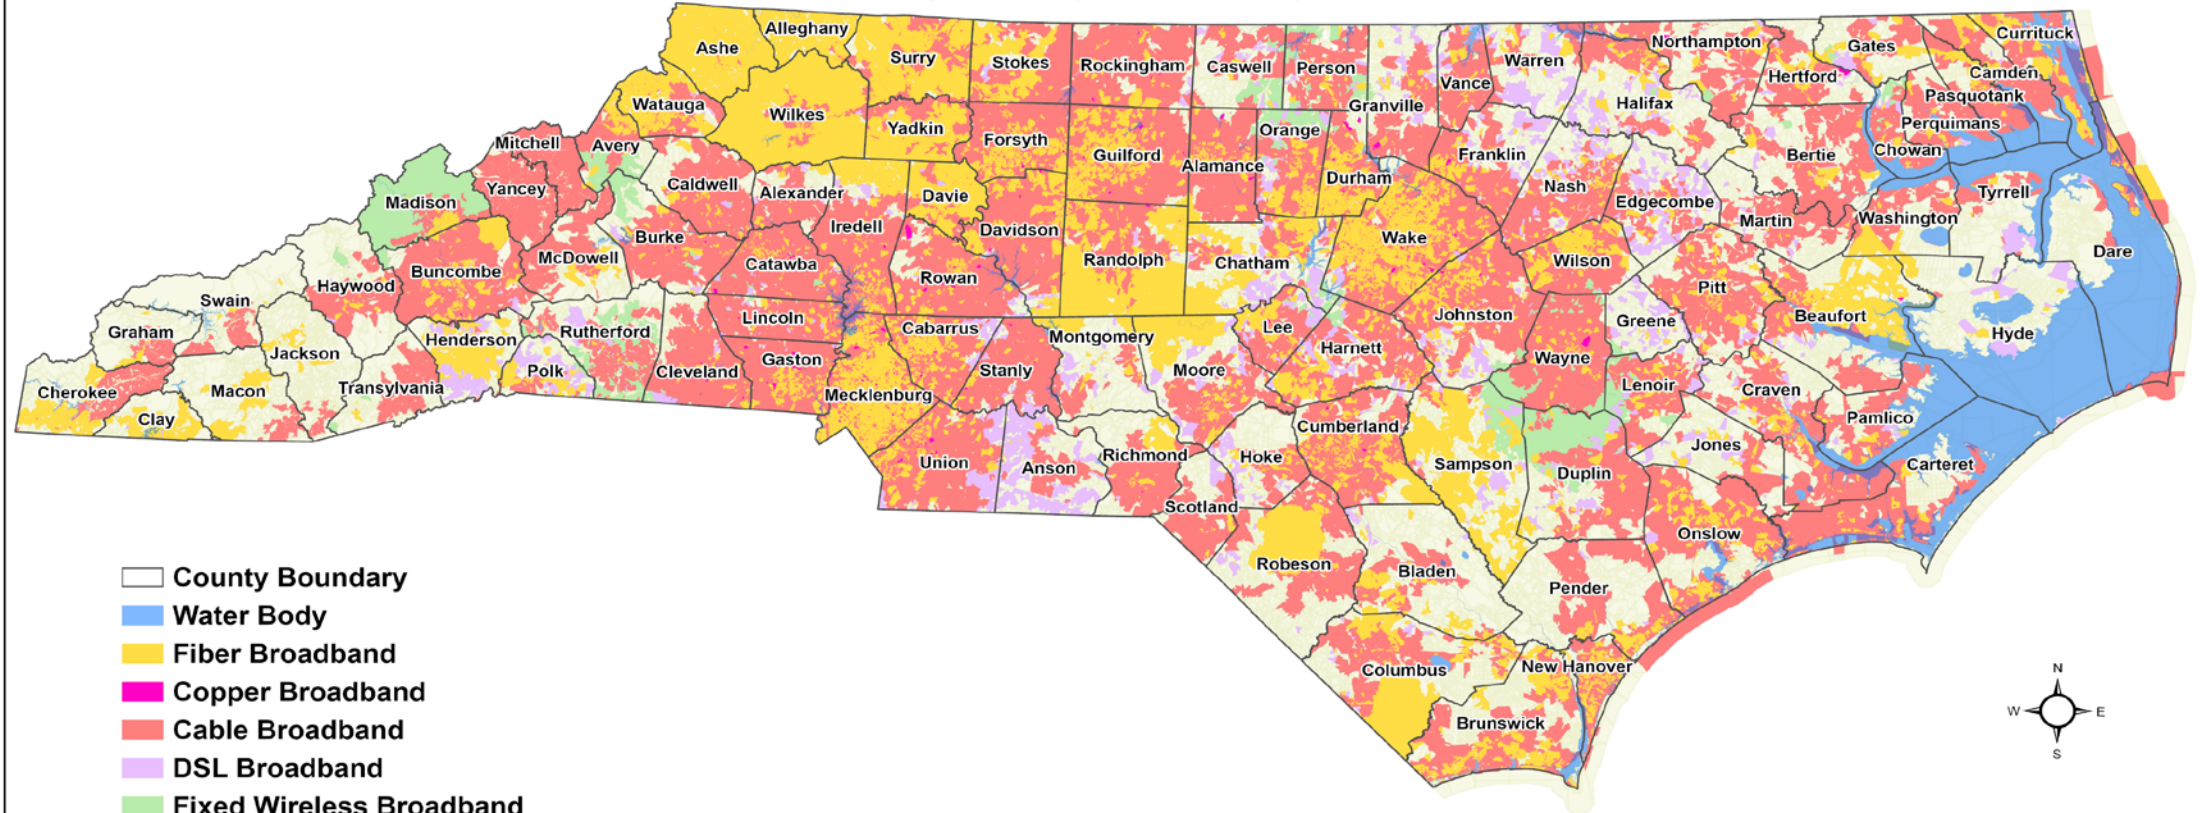 Alleghany
Currituck
Ashe
Surry
Stokes
Rockingham
Caswell
Person
Warren
Northampton
Gates
Hertford
Camden
Vance
Pasquotank
Watauga
Wilkes
Granville
Halifax
Yadkin
Perquimans
Forsyth
Orange
Mitchell
Avery
Guilford
Alamance
Franklin
Bertie
Chowan
Yancey
Caldwell
Alexander
Durham
Nash
Davie
Madison
Edgecombe
Tyrrell
Iredell
Davidson
Martin
Washington
Burke
Wake
Buncombe
McDowell
Catawba
Randolph
Chatham
Wilson
Dare
Haywood
Rowan
Pitt
Swain
Lincoln
Cabarrus
Lee
Johnston
Beaufort
Graham
Rutherford
Henderson
Montgomery
Greene
Hyde
Jackson
Gaston
Harnett
Wayne
Polk
Cleveland
Stanly
Moore
Transylvania
Lenoir
Craven
Cherokee
Macon
Mecklenburg
Clay
Cumberland
Pamlico
Union
Anson
Richmond
Hoke
Sampson
Duplin
Jones
Carteret
Scotland
Onslow
Robeson
Bladen
Pender
Columbus
New Hanover
Brunswick
County Boundary
Water Body
Fiber Broadband
Copper Broadband
Cable Broadband
DSL Broadband
Fixed Wireless Broadband
N
W
E
S